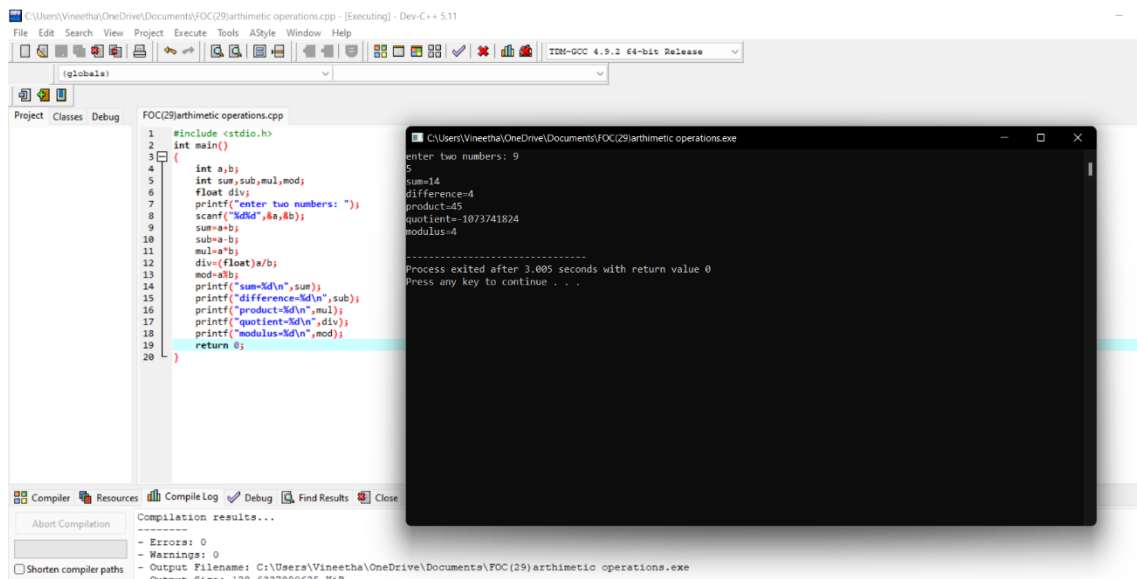 C:\Users\Vineetha\OneDrive\Documents\FOC(29)arthimetic operations.cpp - [Executing] - Dev-C++ 5.11
File Edit Search View Project Execute Tools AStyle Window Help
TDM-GCC 4.9.2 64-bit Release
(globals)
Project Classes Debug
FOC(29)arthimetic operations.cpp
1 #include <stdio.h>
2 int main()
3 {
4 int a,b;
5 int sum,sub,mul,mod;
6 float div;
7 printf("enter two numbers: ");
8 scanf("%d%d",&a,&b);
9 sum=a+b;
10 sub=a-b;
11 mul=a*b;
12 div=(float)a/b;
13 mod=a%b;
14 printf("sum=%d\n",sum);
15 printf("difference=%d\n",sub);
16 printf("product=%d\n",mul);
17 printf("quotient=%d\n",div);
18 printf("modulus=%d\n",mod);
19 return 0;
20 }
C:\Users\Vineetha\OneDrive\Documents\FOC(29)arthimetic operations.exe
enter two numbers: 9
5
sum=14
difference=4
product=45
quotient=-1073741824
modulus=4
--------------------------------
Process exited after 3.005 seconds with return value 0
Press any key to continue . . .
Compiler Resources Compile Log Debug Find Results Close
Abort Compilation
Shorten compiler paths
Compilation results...
--------
- Errors: 0
- Warnings: 0
- Output Filename: C:\Users\Vineetha\OneDrive\Documents\FOC(29)arthimetic operations.exe